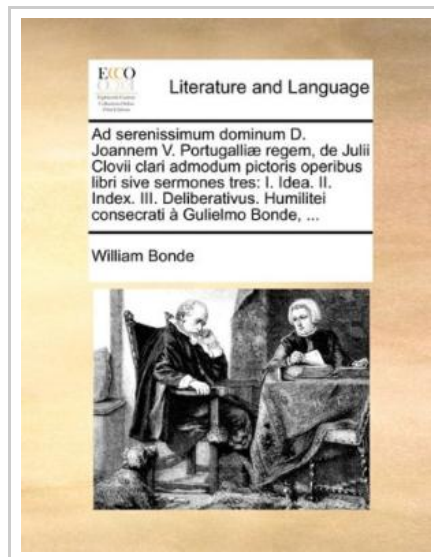 ECCO
Literature and Language
Ad serenissimum dominum D.
Joannem V. Portugalliæ regem, de Julii
Clovii clari admodum pictoris operibus
libri sive sermones tres: I. Idea. II.
Index. III. Deliberativus. Humilitei
consecrati à Gulielmo Bonde, ...
William Bonde